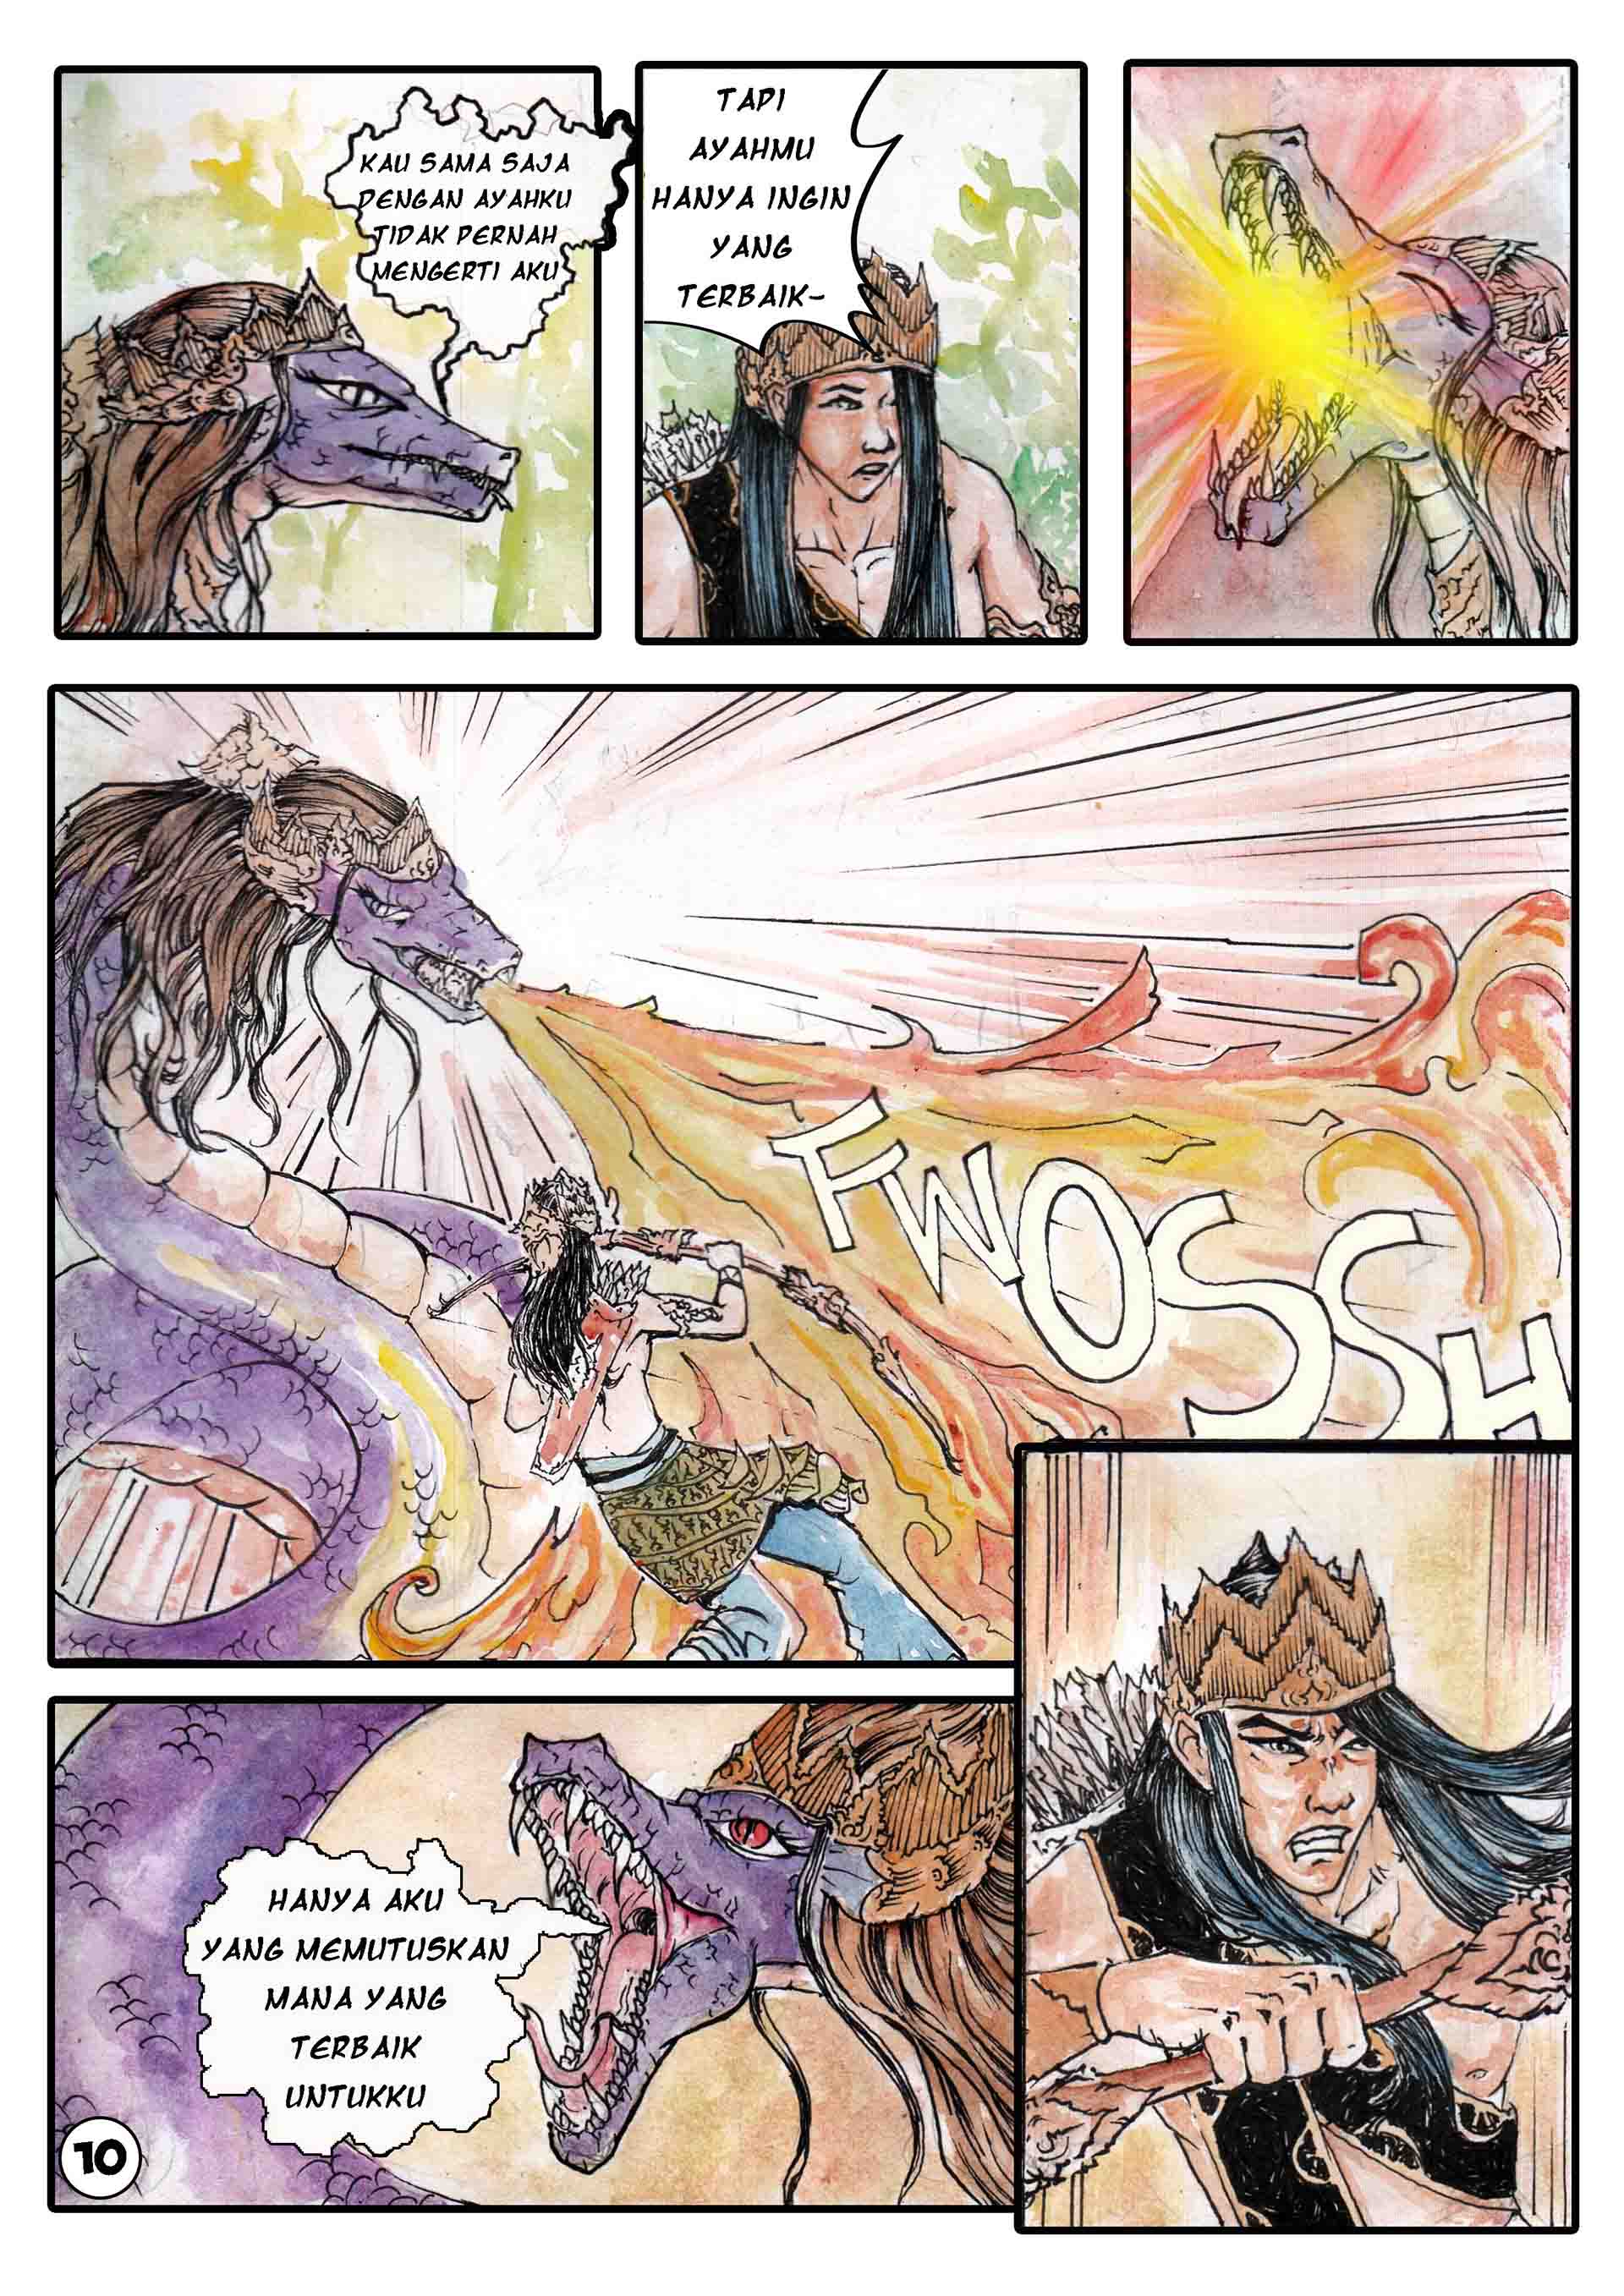 KAU SAMA SAJA
DENGAN AYAHKU
TIDAK PERNAH
MENGERTI AKU
TAPI
AYAHMU
HANYA INGIN
YANG
TERBAIK-
FWOSSH
HANYA AKU
YANG MEMUTUSKAN
MANA YANG
TERBAIK
UNTUKKU
10